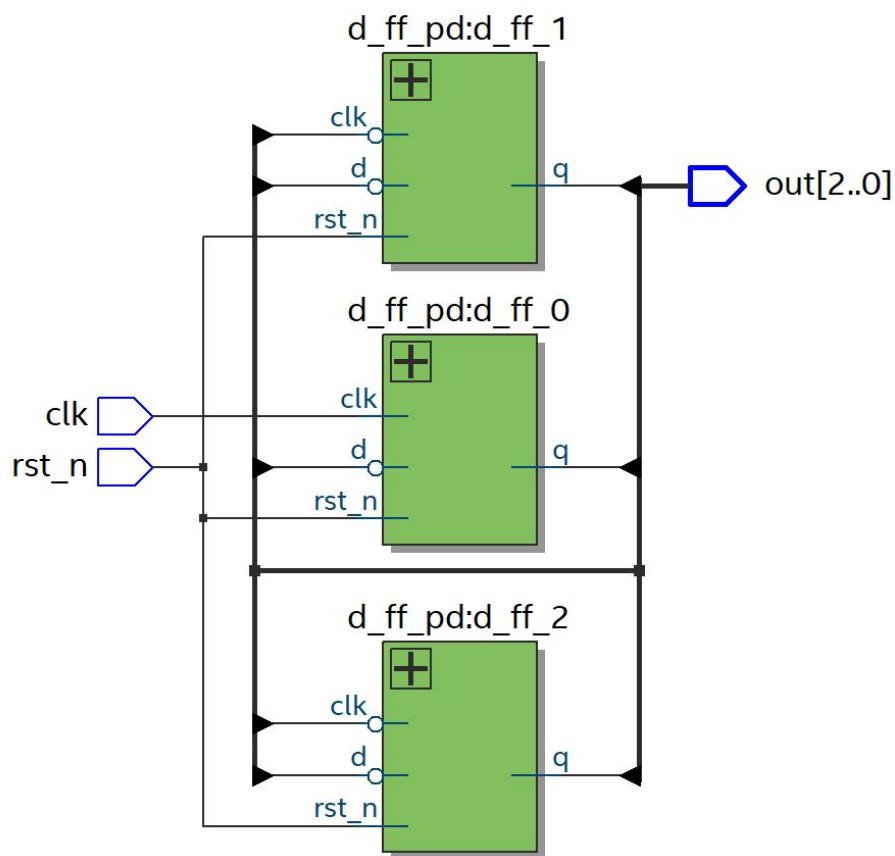 d_ff_pd:d_ff_1
clk
d
q
out[2..0]
rst_n
d_ff_pd:d_ff_0
clk
clk
d
q
rst_n
rst_n
d_ff_pd:d_ff_2
clk
d
q
rst_n